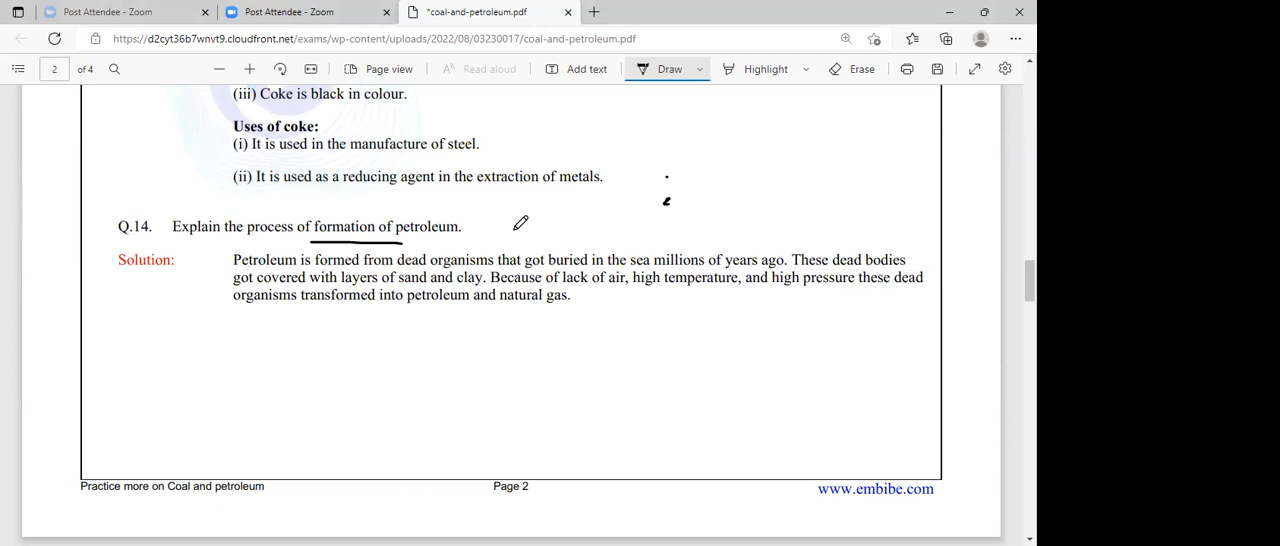 Post Attendee - Zoom
Post Attendee - Zoom
*coal-and-petroleum.pdf
https://d2cyt36b7wnvt9.cloudfront.net/exams/wp-content/uploads/2022/08/03230017/coal-and-petroleum.pdf
2 of 4 Page view Read aloud Add text Draw Highlight Erase
(iii) Coke is black in colour.
Uses of coke:
(i) It is used in the manufacture of steel.
(ii) It is used as a reducing agent in the extraction of metals.
Q.14. Explain the process of formation of petroleum.
Solution: Petroleum is formed from dead organisms that got buried in the sea millions of years ago. These dead bodies
got covered with layers of sand and clay. Because of lack of air, high temperature, and high pressure these dead
organisms transformed into petroleum and natural gas.
Practice more on Coal and petroleum Page 2 www.embibe.com